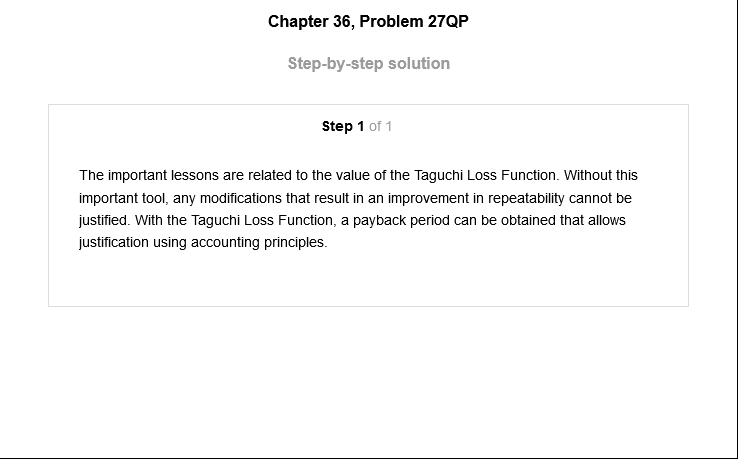 Chapter 36, Problem 27QP
Step-by-step solution
Step 1 of 1
The important lessons are related to the value of the Taguchi Loss Function. Without this
important tool, any modifications that result in an improvement in repeatability cannot be
justified. With the Taguchi Loss Function, a payback period can be obtained that allows
justification using accounting principles.